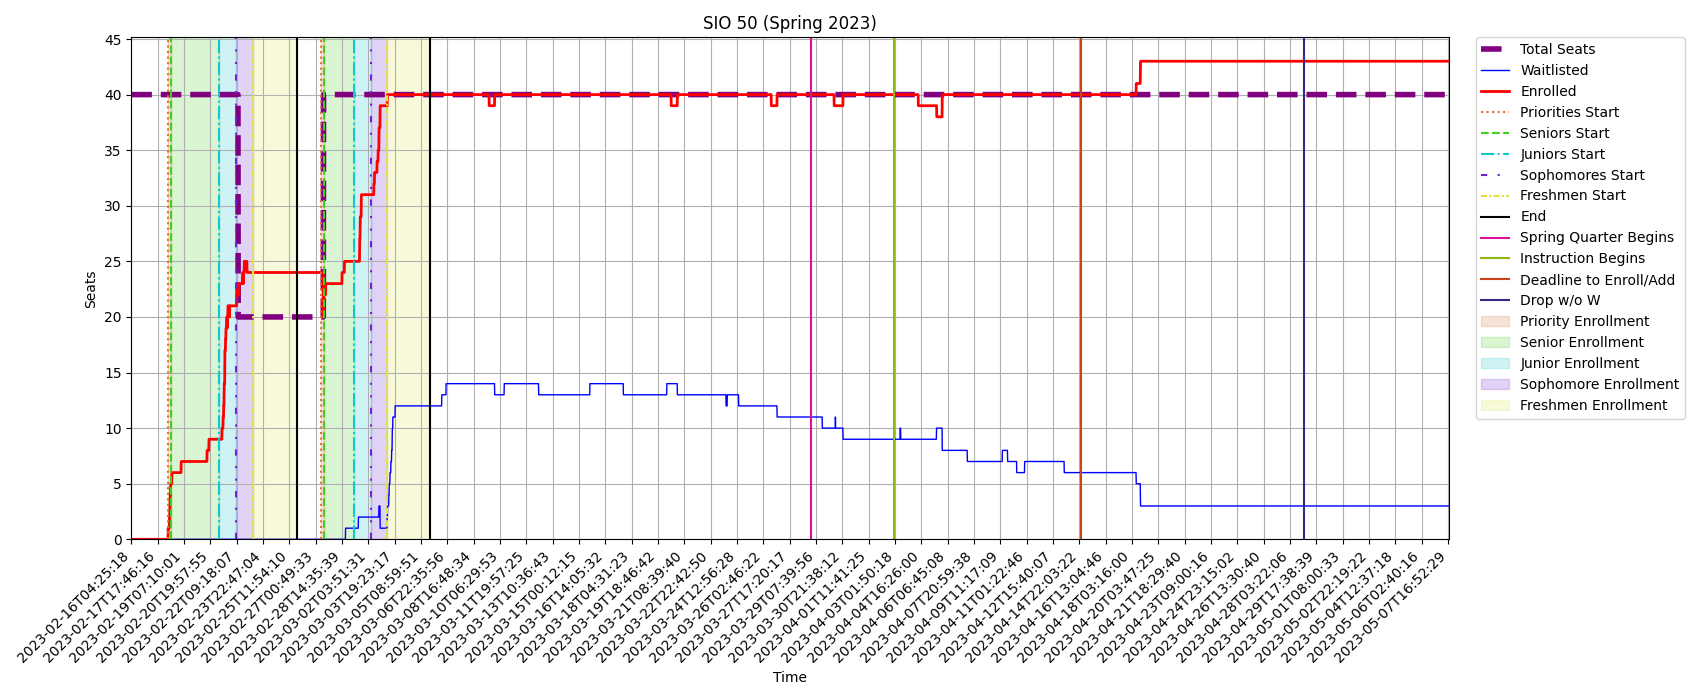 SIO 50 (Spring 2023)
45
40
35
30
25
20
15
10
5
0
Seats
2023-02-16T04:25:18
2023-02-17T17:46:16
2023-02-19T07:10:01
2023-02-20T19:57:55
2023-02-22T09:18:07
2023-02-23T22:47:04
2023-02-25T11:54:10
2023-02-27T00:49:33
2023-02-28T14:35:39
2023-03-02T03:51:31
2023-03-03T19:23:17
2023-03-05T08:59:51
2023-03-06T22:35:56
2023-03-08T16:48:34
2023-03-10T06:29:53
2023-03-11T19:57:25
2023-03-13T10:36:43
2023-03-15T00:12:15
2023-03-16T14:05:32
2023-03-18T04:31:23
2023-03-19T18:46:42
2023-03-21T08:39:40
2023-03-22T22:42:50
2023-03-24T12:56:28
2023-03-26T02:46:22
2023-03-27T17:20:17
2023-03-29T07:39:56
2023-03-30T21:38:12
2023-04-01T11:41:25
2023-04-03T01:50:18
2023-04-04T16:26:00
2023-04-06T06:45:08
2023-04-07T20:59:38
2023-04-09T11:17:09
2023-04-11T01:22:46
2023-04-12T15:40:07
2023-04-14T22:03:22
2023-04-16T13:04:46
2023-04-18T03:16:00
2023-04-20T03:47:25
2023-04-21T18:29:40
2023-04-23T09:00:16
2023-04-24T23:15:02
2023-04-26T13:30:40
2023-04-28T03:22:06
2023-04-29T17:38:39
2023-05-01T08:00:33
2023-05-02T22:19:22
2023-05-04T12:37:18
2023-05-06T02:40:16
2023-05-07T16:52:29
Time
Total Seats
Waitlisted
Enrolled
Priorities Start
Seniors Start
Juniors Start
Sophomores Start
Freshmen Start
End
Spring Quarter Begins
Instruction Begins
Deadline to Enroll/Add
Drop w/o W
Priority Enrollment
Senior Enrollment
Junior Enrollment
Sophomore Enrollment
Freshmen Enrollment